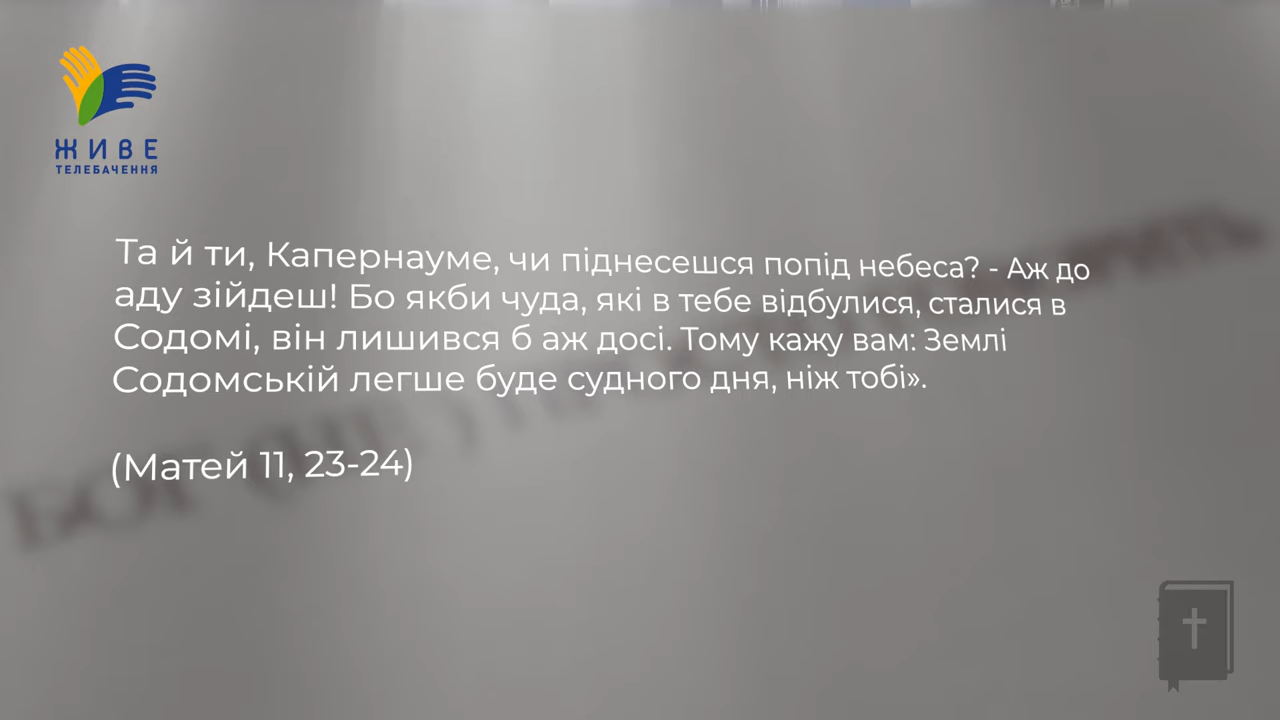 ЖИВЕ
ТЕЛЕБАЧЕННЯ
Та й ти, Капернауме, чи піднесешся попід небеса? - Аж до
аду зійдеш! Бо якби чуда, які в тебе відбулися, сталися в
Содомі, він лишився б аж досі. Тому кажу вам: Землі
Содомській легше буде судного дня, ніж тобі».
(Матей 11, 23-24)